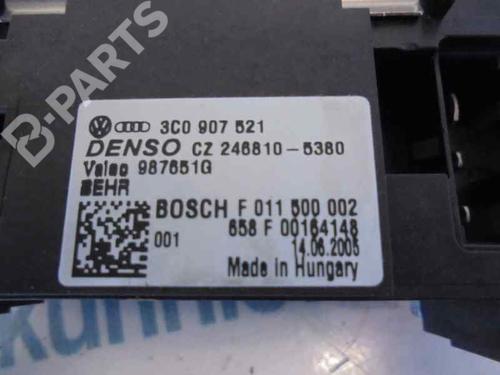 B-PARTS
3C0 907 521
DENSO CZ 246810-5380
Valeo 987651G
BEHR
BOSCH F 011 500 002
658 F 00164148
001
14.06.2005
Made in Hungary